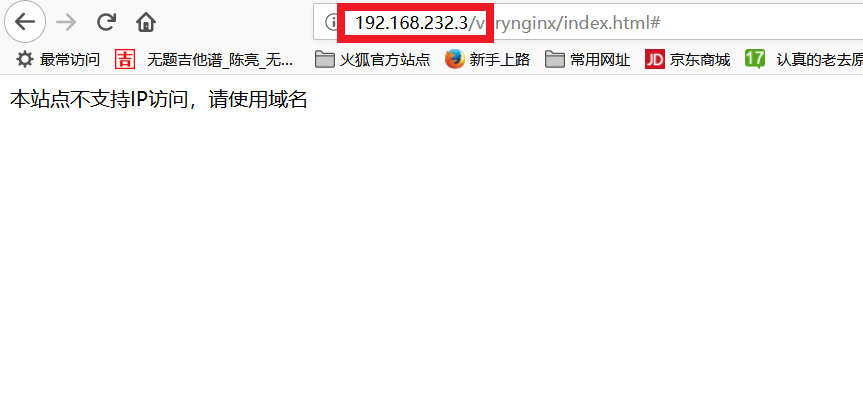 192.168.232.3/v rynginx/index.html#
最常访问 吉 无题吉他谱_陈亮_无... 火狐官方站点 新手上路 常用网址 JD 京东商城 17 认真的老去原
本站点不支持IP访问，请使用域名